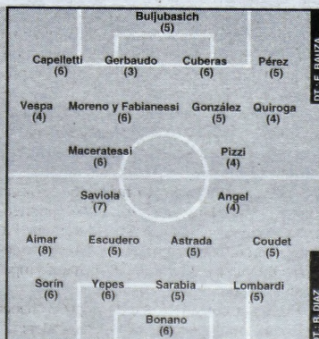 Buljubasich
(5)
Capelletti Gerbaudo Cuberas Pérez
(6) (3) (6) (5)
Vespa Moreno y Fabianessi González Quiroga
(4) (6) (5) (4)
Maceratessi Pizzi
(6) (4)
Saviola Angel
(7) (4)
Aimar Escudero Astrada Coudet
(8) (5) (5) (5)
Sorín Yepes Sarabia Lombardi
(6) (6) (5) (5)
Bonano
(6)
DT: E. BAUZA
DT: R. DIAZ